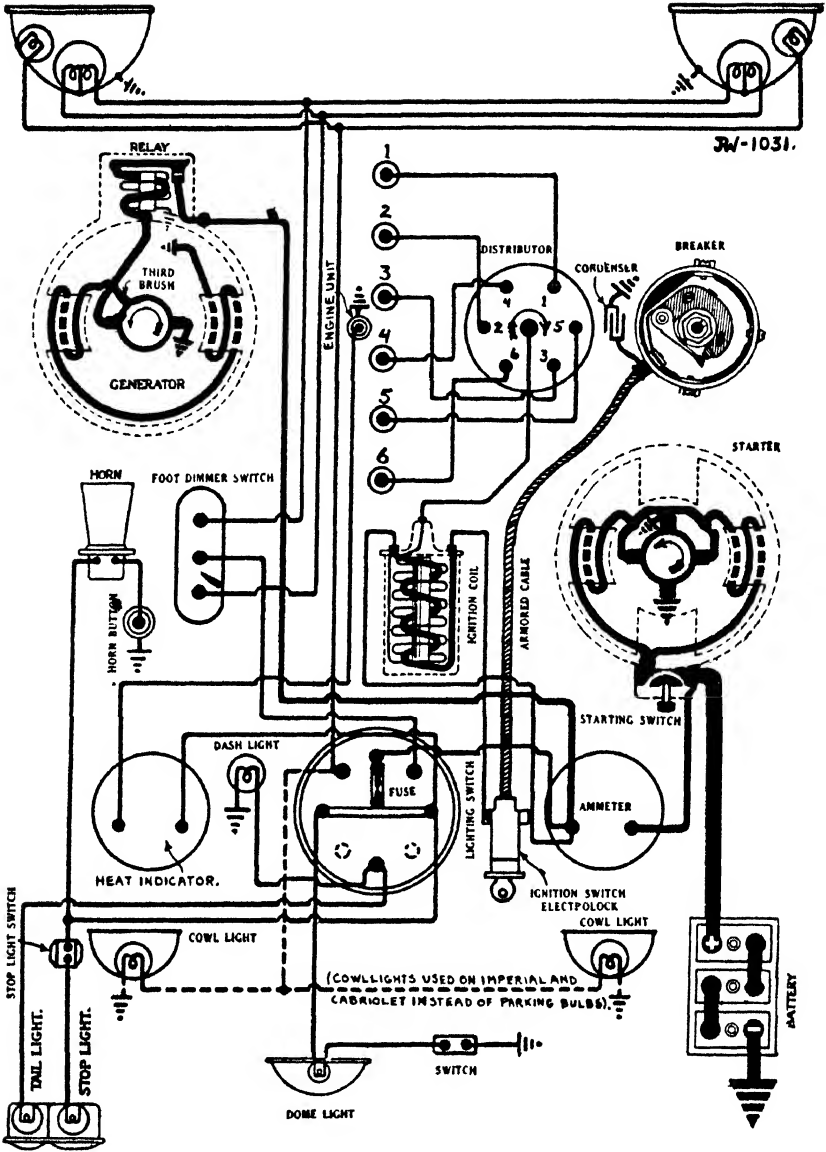 RW-1031.
RELAY
1
2
3
4
5
6
DISTRIBUTOR
4
1
2
5
6
3
CONDENSER
BREAKER
THIRD
BRUSH
GENERATOR
ENGINE UNIT
STARTER
HORN
FOOT DIMMER SWITCH
HORN BUTTON
IGNITION COIL
ARMORED CABLE
STARTING SWITCH
DASH LIGHT
FUSE
LIGHTING SWITCH
AMMETER
HEAT INDICATOR.
IGNITION SWITCH
ELECTPOLOCK
STOP LIGHT SWITCH
COWL LIGHT
COWL LIGHT
(COWLLIGHTS USED ON IMPERIAL AND
CABRIOLET INSTEAD OF PARKING BULBS).
BATTERY
TAIL LIGHT.
STOP LIGHT.
SWITCH
DOME LIGHT